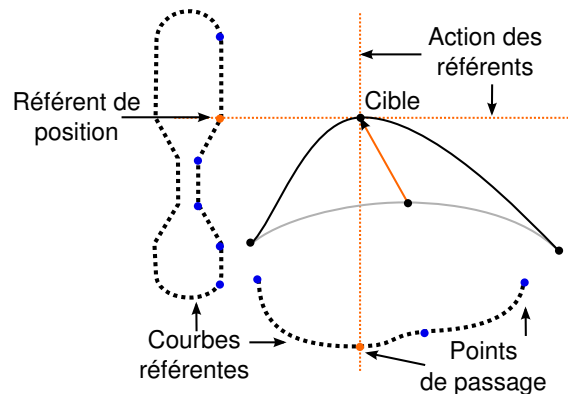 Action des
référents
Cible
Référent de
position
Courbes
référentes
Points
de passage